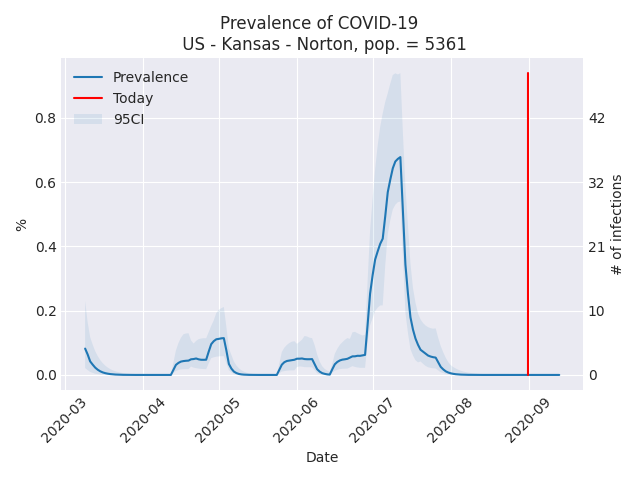 Prevalence of COVID-19
US - Kansas - Norton, pop. = 5361
Prevalence
Today
95CI
0.8
0.6
0.4
0.2
0.0
%
42
32
21
10
0
# of infections
2020-03
2020-04
2020-05
2020-06
2020-07
2020-08
2020-09
Date